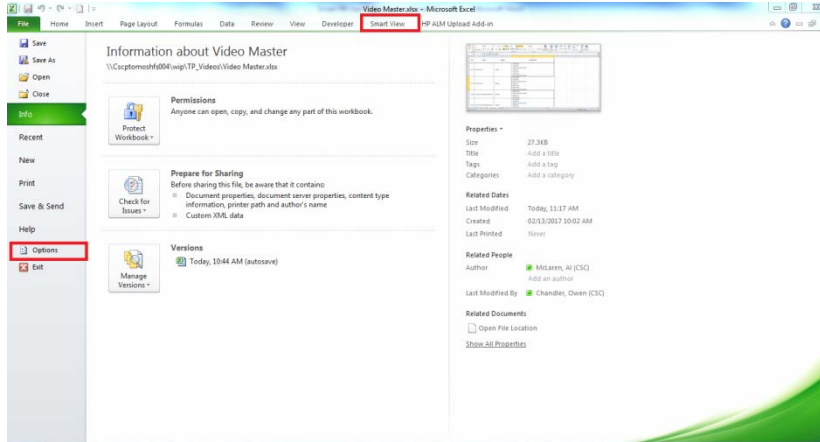 Video Master.xlsx - Microsoft Excel
File Home Insert Page Layout Formulas Data Review View Developer Smart View HP ALM Upload Add-in
Save
Save As
Open
Close
Info
Recent
New
Print
Save & Send
Help
Options
Exit
Information about Video Master
\\Cscptomoshfs004\wip\TP_Videos\Video Master.xlsx
Protect
Workbook
Permissions
Anyone can open, copy, and change any part of this workbook.
Check for
Issues
Prepare for Sharing
Before sharing this file, be aware that it contains:
Document properties, document server properties, content type
information, printer path and author's name
Custom XML data
Manage
Versions
Versions
Today, 10:44 AM (autosave)
Properties
Size 27.3KB
Title Add a title
Tags Add a tag
Categories Add a category
Related Dates
Last Modified Today, 11:17 AM
Created 02/13/2017 10:02 AM
Last Printed Never
Related People
Author McLaren, Al (CSC)
Add an author
Last Modified By Chandler, Owen (CSC)
Related Documents
Open File Location
Show All Properties